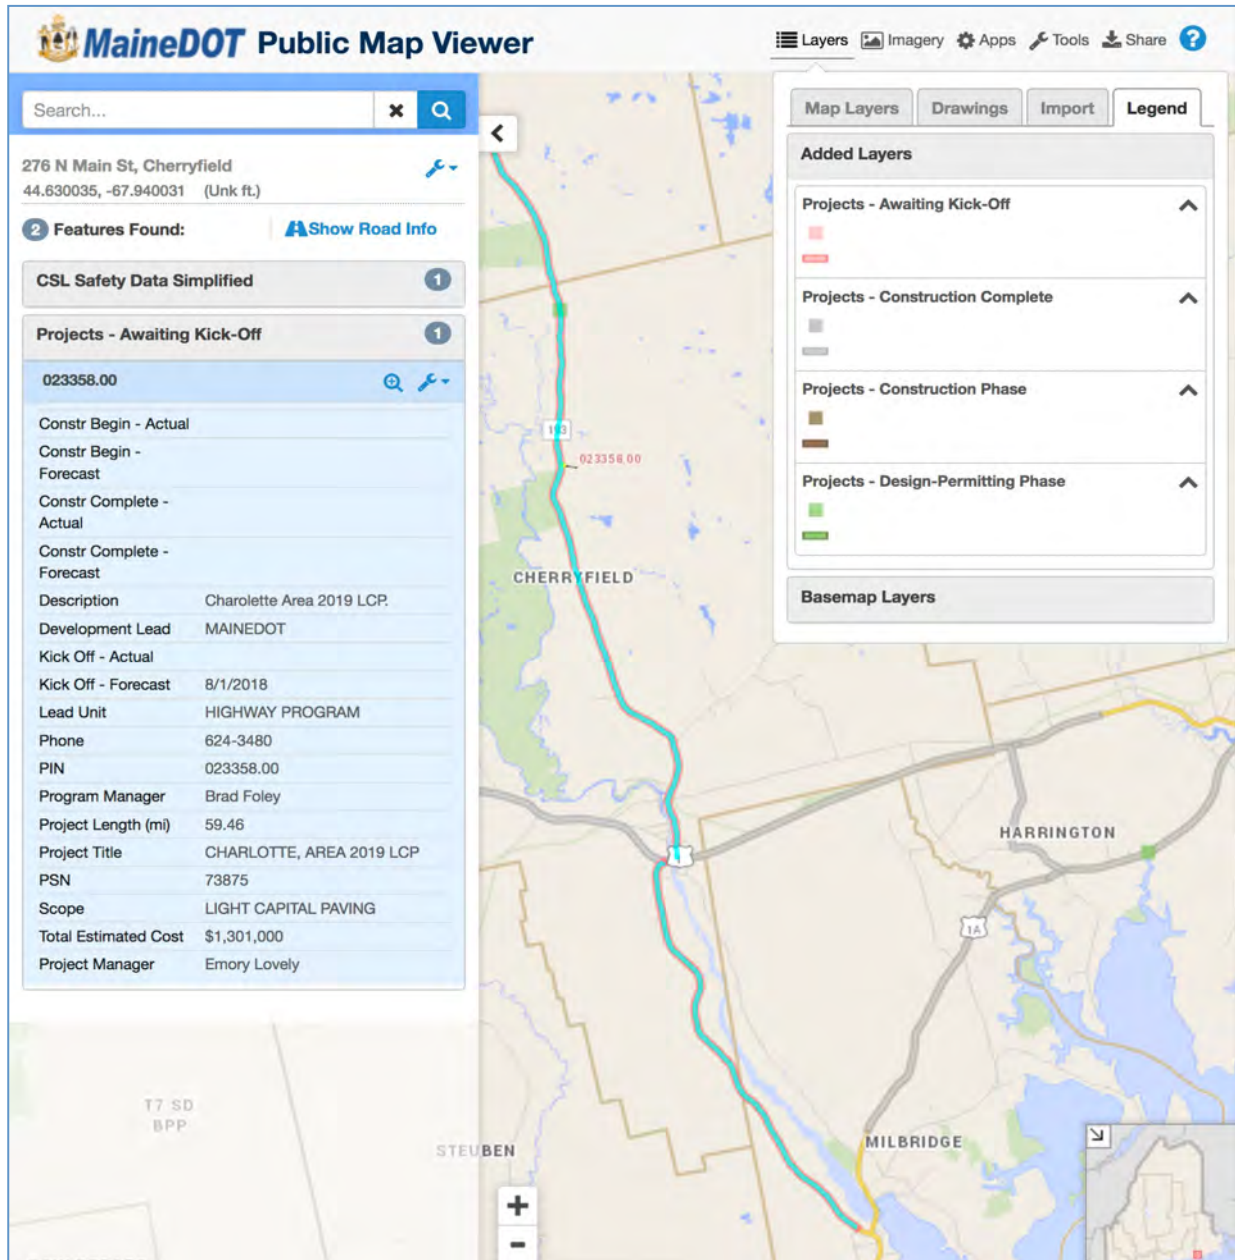 MaineDOT Public Map Viewer
Layers Imagery Apps Tools Share ?
Search...
276 N Main St, Cherryfield
44.630035, -67.940031 (Unk ft.)
2 Features Found: Show Road Info
CSL Safety Data Simplified 1
Projects - Awaiting Kick-Off 1
023358.00
Constr Begin - Actual
Constr Begin -
Forecast
Constr Complete -
Actual
Constr Complete -
Forecast
Description Charolette Area 2019 LCP.
Development Lead MAINEDOT
Kick Off - Actual
Kick Off - Forecast 8/1/2018
Lead Unit HIGHWAY PROGRAM
Phone 624-3480
PIN 023358.00
Program Manager Brad Foley
Project Length (mi) 59.46
Project Title CHARLOTTE, AREA 2019 LCP
PSN 73875
Scope LIGHT CAPITAL PAVING
Total Estimated Cost $1,301,000
Project Manager Emory Lovely
Map Layers Drawings Import Legend
Added Layers
Projects - Awaiting Kick-Off
Projects - Construction Complete
Projects - Construction Phase
Projects - Design-Permitting Phase
Basemap Layers
193
023358.00
CHERRYFIELD
HARRINGTON
1
1A
MILBRIDGE
T7 SD
BPP
STEUBEN
+
-